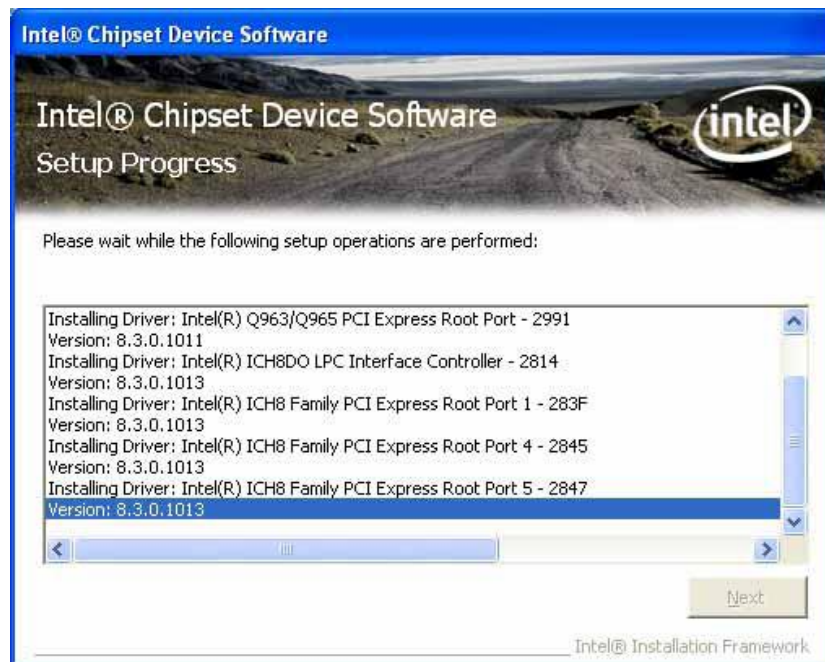 Intel® Chipset Device Software
Intel® Chipset Device Software
intel
Setup Progress
Please wait while the following setup operations are performed:
Installing Driver: Intel(R) Q963/Q965 PCI Express Root Port - 2991
Version: 8.3.0.1011
Installing Driver: Intel(R) ICH8DO LPC Interface Controller - 2814
Version: 8.3.0.1013
Installing Driver: Intel(R) ICH8 Family PCI Express Root Port 1 - 283F
Version: 8.3.0.1013
Installing Driver: Intel(R) ICH8 Family PCI Express Root Port 4 - 2845
Version: 8.3.0.1013
Installing Driver: Intel(R) ICH8 Family PCI Express Root Port 5 - 2847
Version: 8.3.0.1013
Next
Intel® Installation Framework